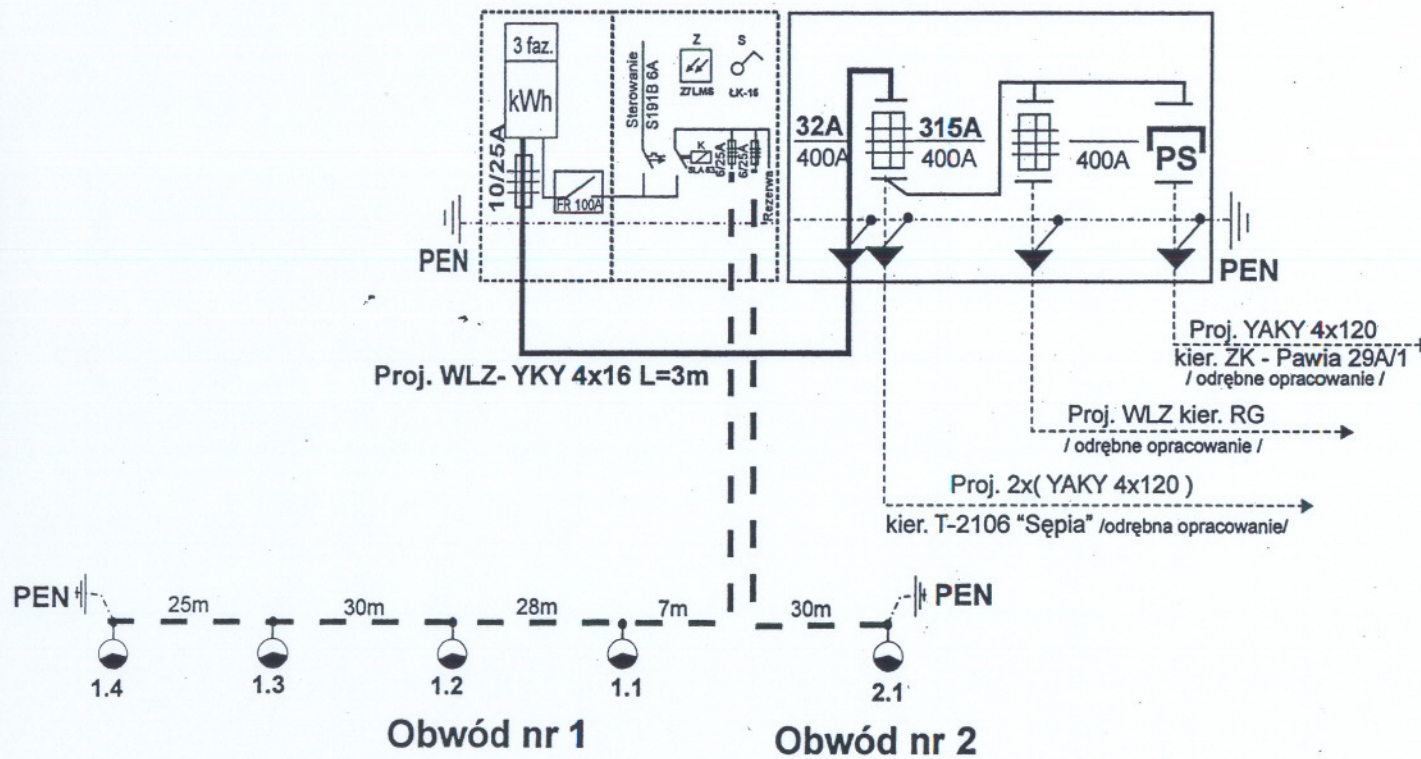 3 faz.
kWh
10/25A
FR 100A
Sterowanie
S191B 6A
Z
Z7LMS
S
ŁK-15
K
SLA 63
6/25A
6/25A
Rezerwa
32A
400A
315A
400A
400A
PS
PEN
PEN
Proj. WLZ- YKY 4x16 L=3m
Proj. YAKY 4x120
kier. ZK - Pawia 29A/1
/ odrębne opracowanie /
Proj. WLZ kier. RG
/ odrębne opracowanie /
Proj. 2x( YAKY 4x120 )
kier. T-2106 "Sępia" /odrębna opracowanie/
PEN
25m
30m
28m
7m
30m
PEN
1.4
1.3
1.2
1.1
2.1
Obwód nr 1
Obwód nr 2